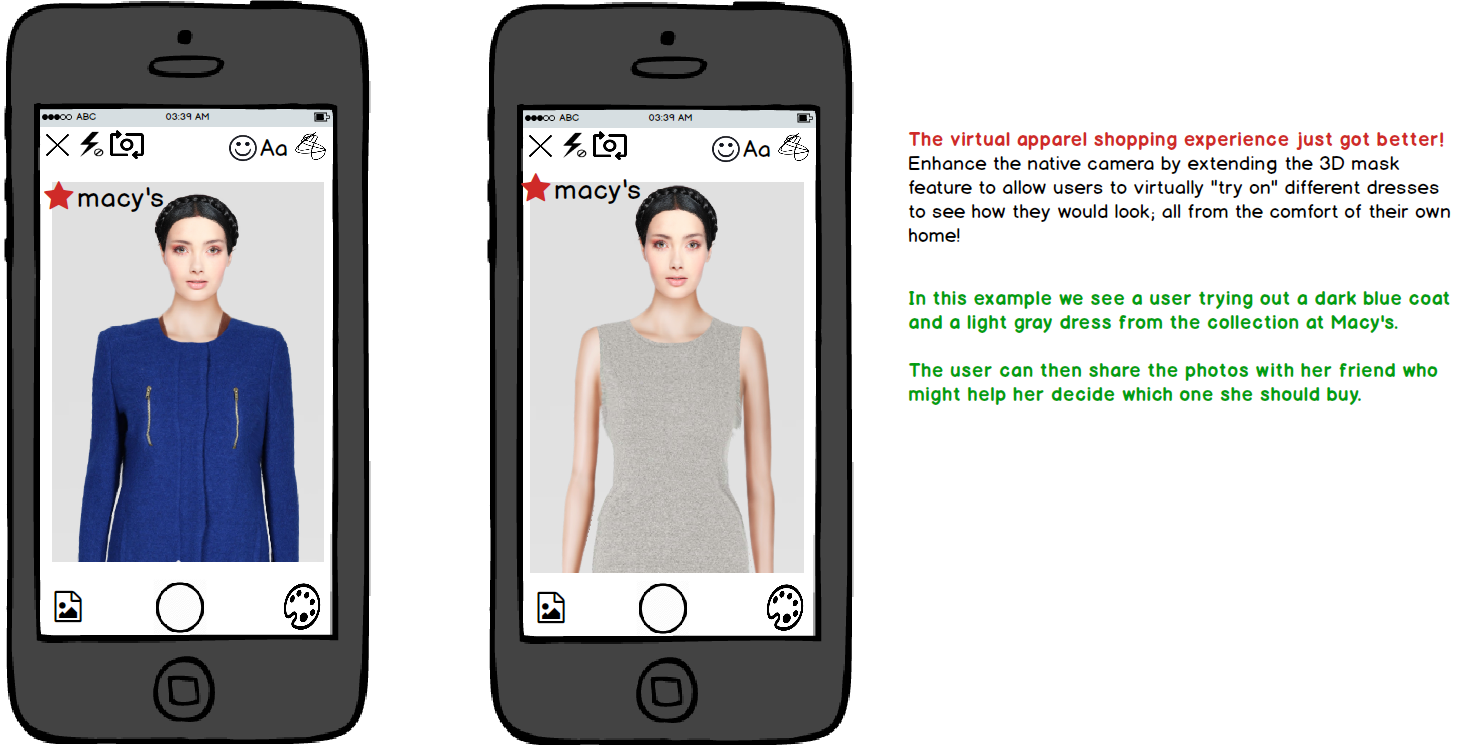 ABC 03:39 AM
Aa
macy's
ABC 03:39 AM
Aa
macy's
The virtual apparel shopping experience just got better!
Enhance the native camera by extending the 3D mask
feature to allow users to virtually "try on" different dresses
to see how they would look; all from the comfort of their own
home!
In this example we see a user trying out a dark blue coat
and a light gray dress from the collection at Macy's.
The user can then share the photos with her friend who
might help her decide which one she should buy.